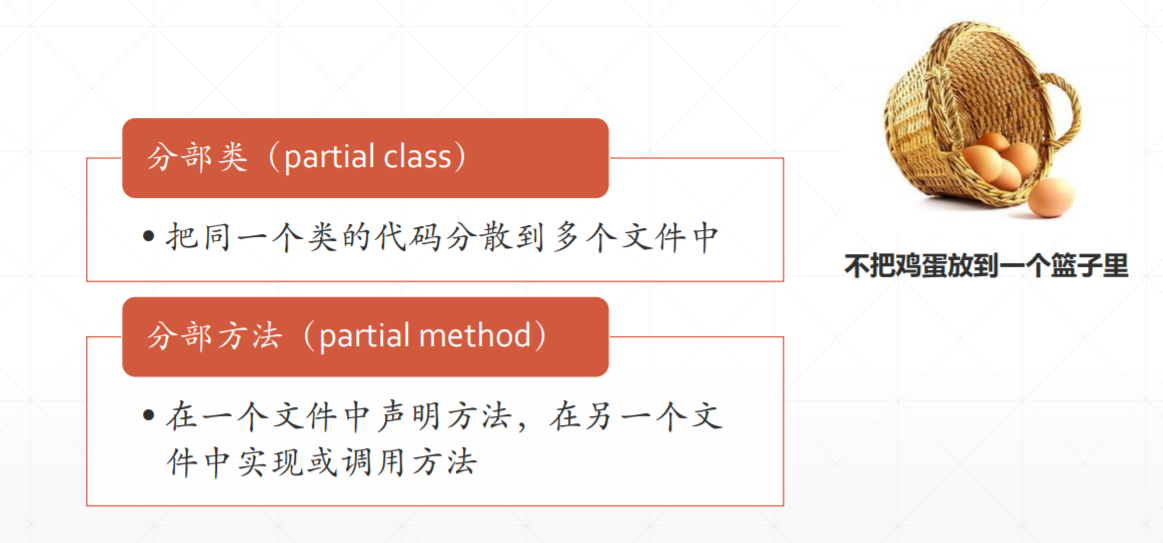 分部类（partial class）
• 把同一个类的代码分散到多个文件中
不把鸡蛋放到一个篮子里
分部方法（partial method）
• 在一个文件中声明方法，在另一个文
件中实现或调用方法